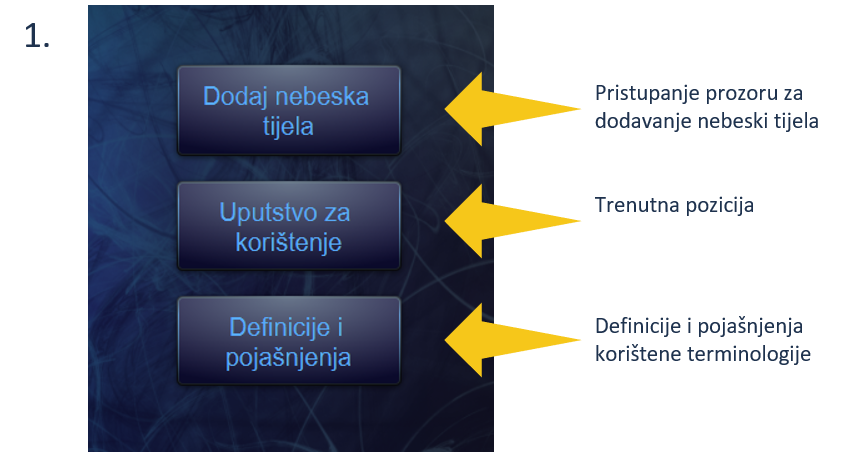 1.
Dodaj nebeska
tijela
Pristupanje prozoru za
dodavanje nebeski tijela
Uputstvo za
korištenje
Trenutna pozicija
Definicije i
pojašnjenja
Definicije i pojašnjenja
korištene terminologije